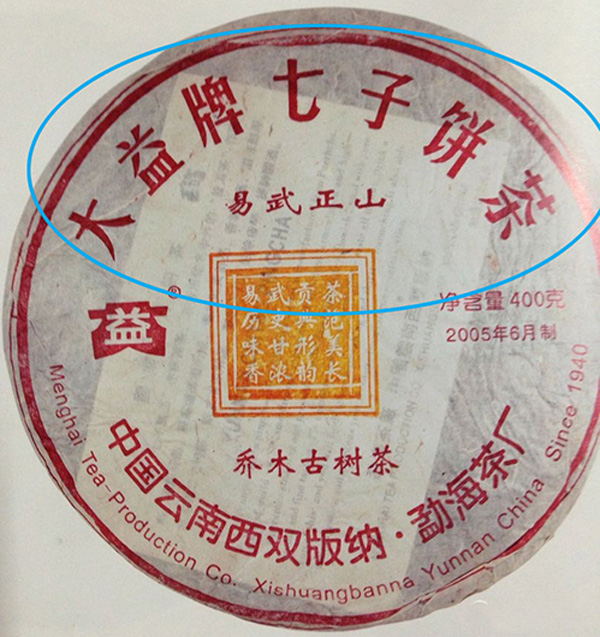 大益牌七子饼茶
易武正山
益®
易武贡茶
历史典范
味甘形美
香浓韵长
净含量400克
2005年6月制
乔木古树茶
中国云南西双版纳·勐海茶厂
Menghai Tea Production Co. Xishuangbanna Yunnan China Since 1940